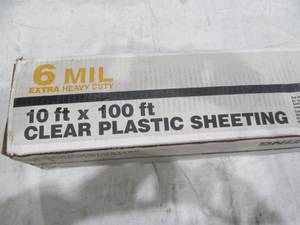 6 MIL
EXTRA HEAVY DUTY
10 ft x 100 ft
CLEAR PLASTIC SHEETING